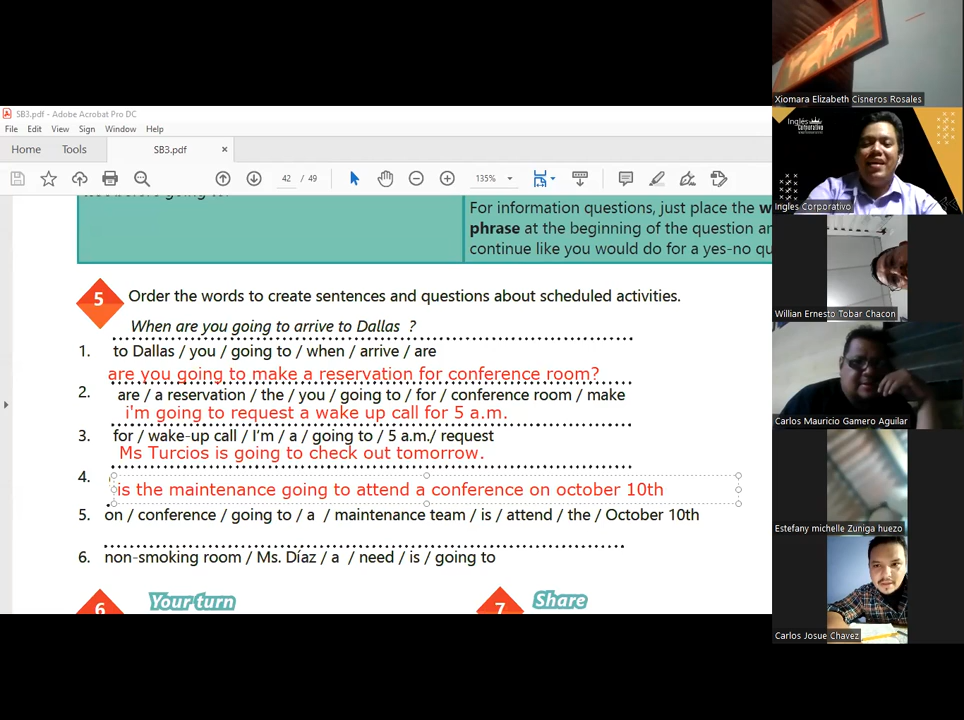 SB3.pdf - Adobe Acrobat Pro DC
File Edit View Sign Window Help
Home Tools SB3.pdf ×
42 / 49 135%
For information questions, just place the w
phrase at the beginning of the question an
continue like you would do for a yes-no qu
5 Order the words to create sentences and questions about scheduled activities.
When are you going to arrive to Dallas ?
1. to Dallas / you / going to / when / arrive / are
are you going to make a reservation for conference room?
2. are / a reservation / the / you / going to / for / conference room / make
i'm going to request a wake up call for 5 a.m.
3. for / wake-up call / I'm / a / going to / 5 a.m./ request
Ms Turcios is going to check out tomorrow.
4.
is the maintenance going to attend a conference on october 10th
5. on / conference / going to / a / maintenance team / is / attend / the / October 10th
6. non-smoking room / Ms. Díaz / a / need / is / going to
6 Your turn
7 Share
Xiomara Elizabeth Cisneros Rosales
Inglés Corporativo
Ingles Corporativo
Willian Ernesto Tobar Chacon
Carlos Mauricio Gamero Aguilar
Estefany michelle Zuniga huezo
Carlos Josue Chavez